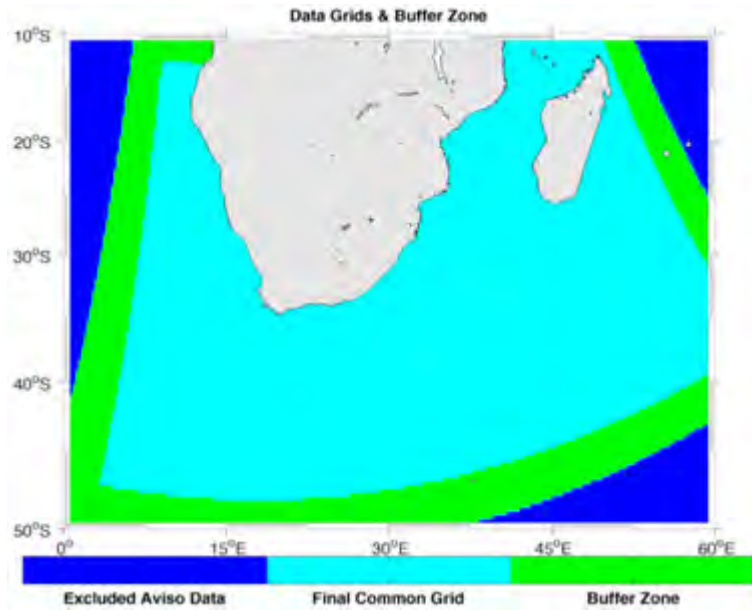 Data Grids & Buffer Zone
10°S
20°S
30°S
40°S
50°S
0° 15°E 30°E 45°E 60°E
Excluded Aviso Data Final Common Grid Buffer Zone